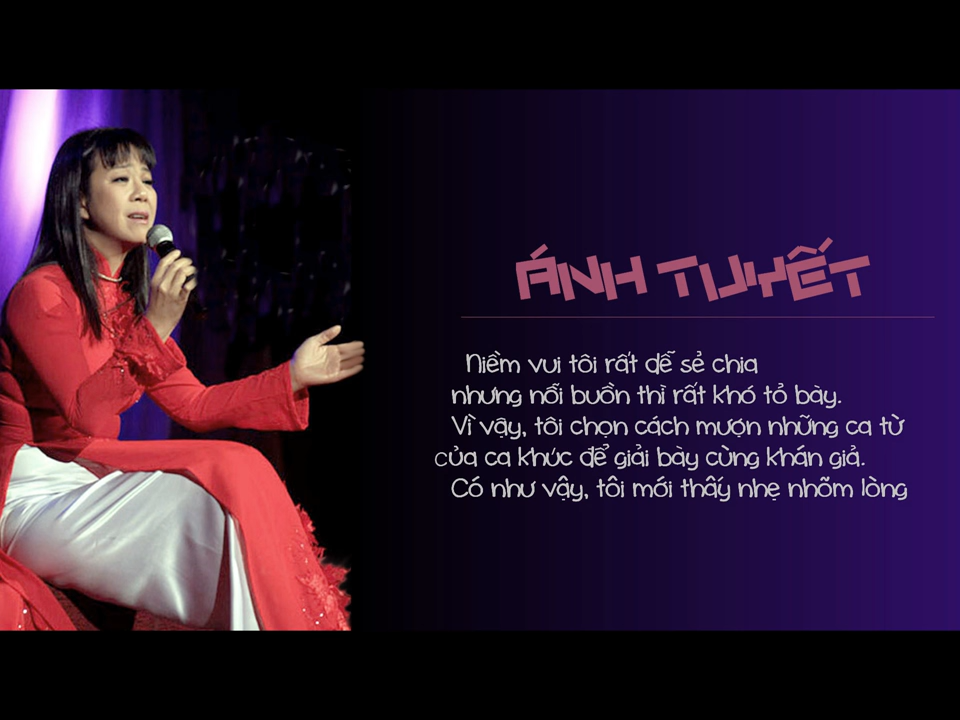 ÁNH TUYẾT
Niềm vui tôi rất dễ sẻ chia
nhưng nỗi buồn thì rất khó tỏ bày.
Vì vậy, tôi chọn cách mượn những ca từ
của ca khúc để giải bày cùng khán giả.
Có như vậy, tôi mới thấy nhẹ nhõm lòng